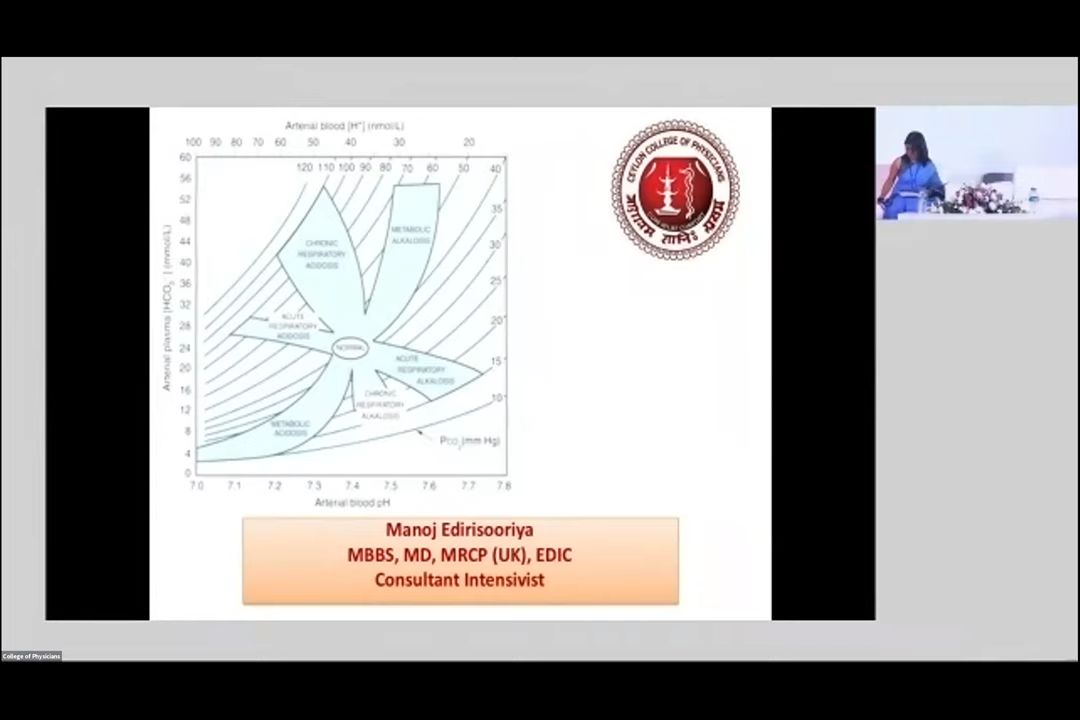 Arterial blood [H⁺] (nmol/L)
100 90 80 70 60 50 40 30 20
60
120 110 100 90 80 70 60 50 40
56
52
48
44
40
36
32
28
24
20
16
12
8
4
0
35
30
25
20
15
10
Arterial plasma [HCO₃⁻] (mmol/L)
CHRONIC
RESPIRATORY
ACIDOSIS
METABOLIC
ALKALOSIS
ACUTE
RESPIRATORY
ACIDOSIS
NORMAL
ACUTE
RESPIRATORY
ALKALOSIS
CHRONIC
RESPIRATORY
ALKALOSIS
METABOLIC
ACIDOSIS
PCO₂(mm Hg)
7.0 7.1 7.2 7.3 7.4 7.5 7.6 7.7 7.8
Arterial blood pH
CEYLON COLLEGE OF PHYSICIANS
Manoj Edirisooriya
MBBS, MD, MRCP (UK), EDIC
Consultant Intensivist
College of Physicians